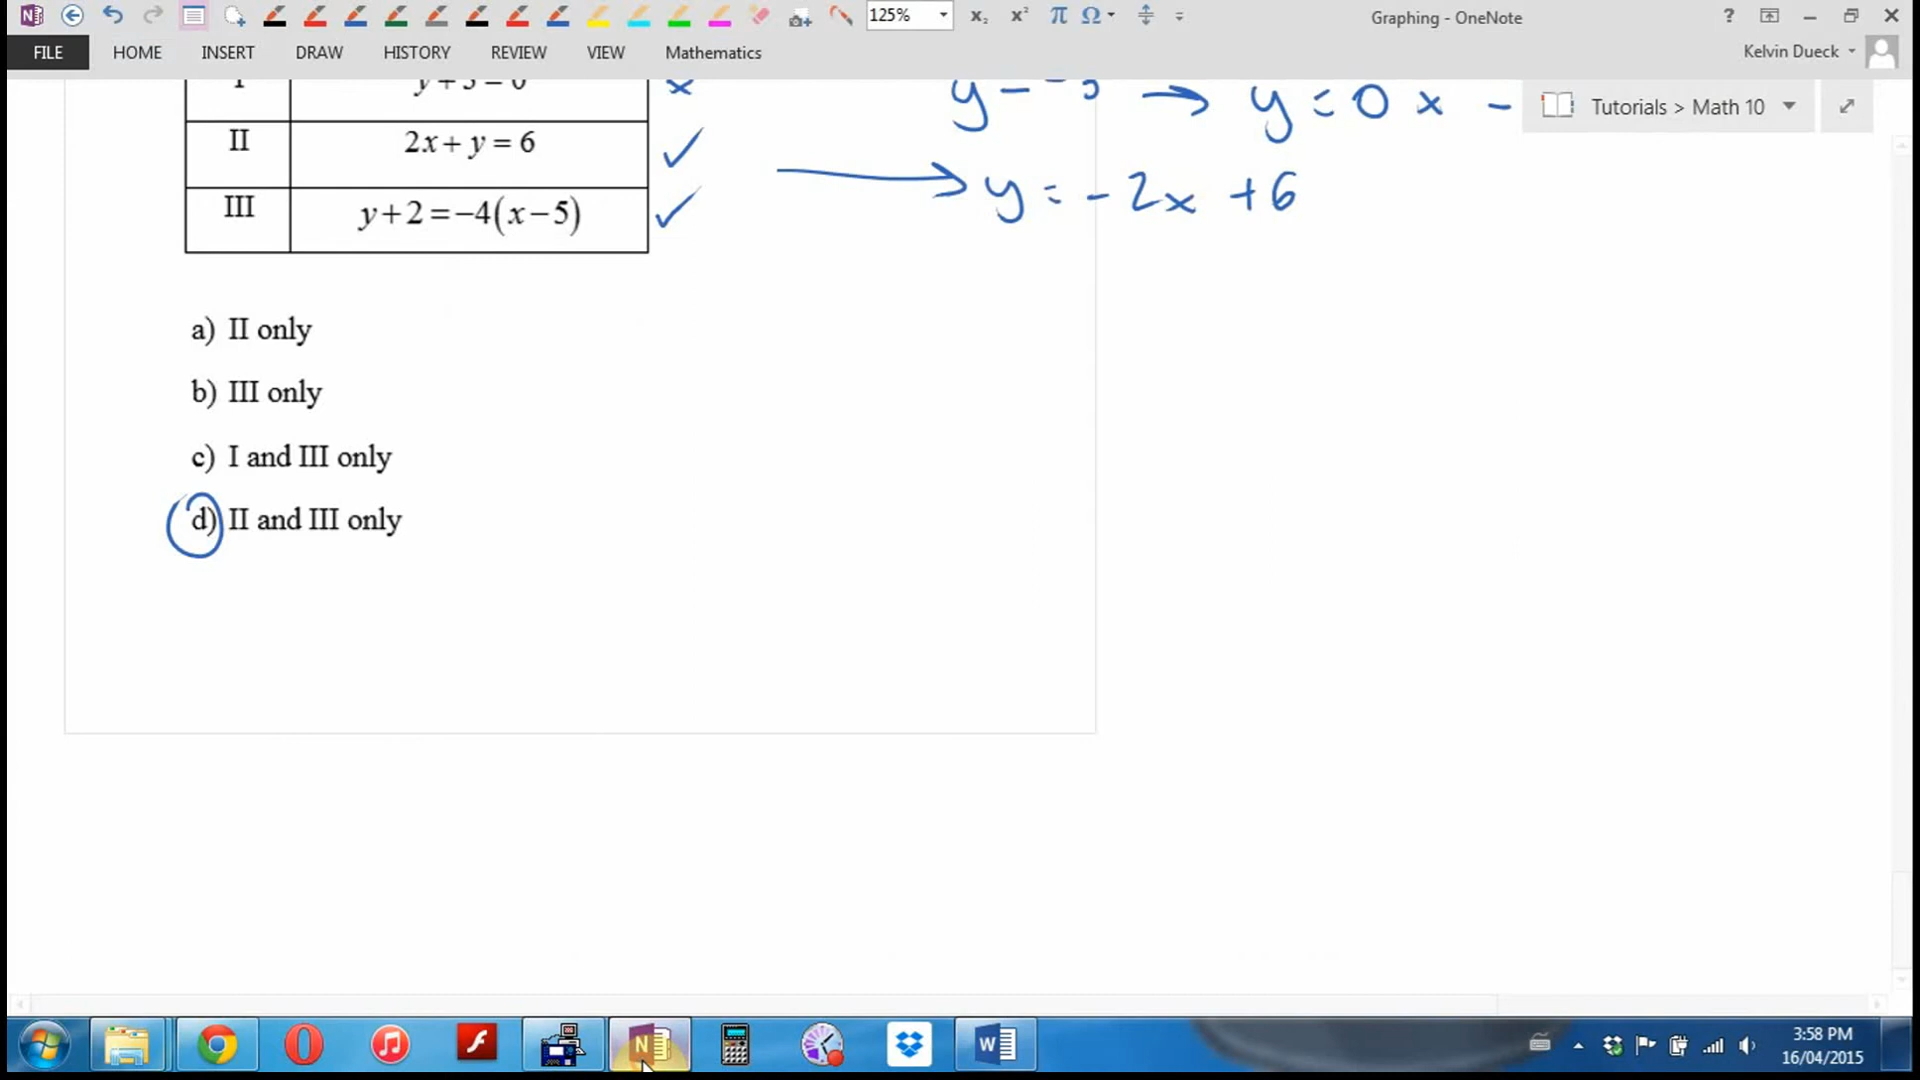 125%
x₂ x² π Ω
Graphing - OneNote
?
FILE HOME INSERT DRAW HISTORY REVIEW VIEW Mathematics
Kelvin Dueck
y = 0x -
Tutorials > Math 10
II 2x + y = 6 ✓
y = -2x + 6
III y + 2 = -4(x - 5) ✓
a) II only
b) III only
c) I and III only
d) II and III only
3:58 PM
16/04/2015